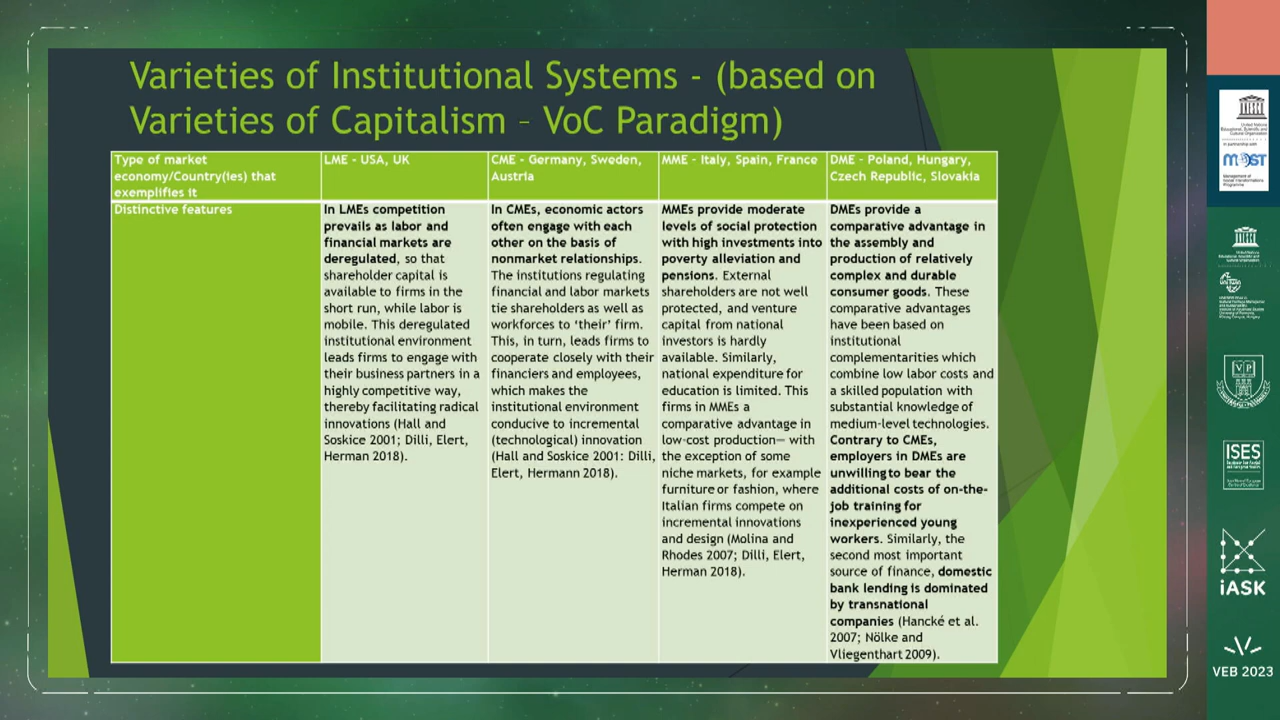 Varieties of Institutional Systems - (based on
Varieties of Capitalism – VoC Paradigm)
Type of market
economy/Country(ies) that
exemplifies it
LME - USA, UK
CME - Germany, Sweden,
Austria
MME - Italy, Spain, France
DME - Poland, Hungary,
Czech Republic, Slovakia
Distinctive features
In LMEs competition
prevails as labor and
financial markets are
deregulated, so that
shareholder capital is
available to firms in the
short run, while labor is
mobile. This deregulated
institutional environment
leads firms to engage with
their business partners in a
highly competitive way,
thereby facilitating radical
innovations (Hall and
Soskice 2001; Dilli, Elert,
Herman 2018).
In CMEs, economic actors
often engage with each
other on the basis of
nonmarket relationships.
The institutions regulating
financial and labor markets
tie shareholders as well as
workforces to ‘their’ firm.
This, in turn, leads firms to
cooperate closely with their
financiers and employees,
which makes the
institutional environment
conducive to incremental
(technological) innovation
(Hall and Soskice 2001: Dilli,
Elert, Hermann 2018).
MMEs provide moderate
levels of social protection
with high investments into
poverty alleviation and
pensions. External
shareholders are not well
protected, and venture
capital from national
investors is hardly
available. Similarly,
national expenditure for
education is limited. This
firms in MMEs a
comparative advantage in
low-cost production— with
the exception of some
niche markets, for example
furniture or fashion, where
Italian firms compete on
incremental innovations
and design (Molina and
Rhodes 2007; Dilli, Elert,
Herman 2018).
DMEs provide a
comparative advantage in
the assembly and
production of relatively
complex and durable
consumer goods. These
comparative advantages
have been based on
institutional
complementarities which
combine low labor costs and
a skilled population with
substantial knowledge of
medium-level technologies.
Contrary to CMEs,
employers in DMEs are
unwilling to bear the
additional costs of on-the-
job training for
inexperienced young
workers. Similarly, the
second most important
source of finance, domestic
bank lending is dominated
by transnational
companies (Hancké et al.
2007; Nölke and
Vliegenthart 2009).
United Nations
Educational, Scientific and
Cultural Organization
in partnership with
MOST
Management of
Social Transformations
Programme
VP
ISES
iASK
VEB 2023